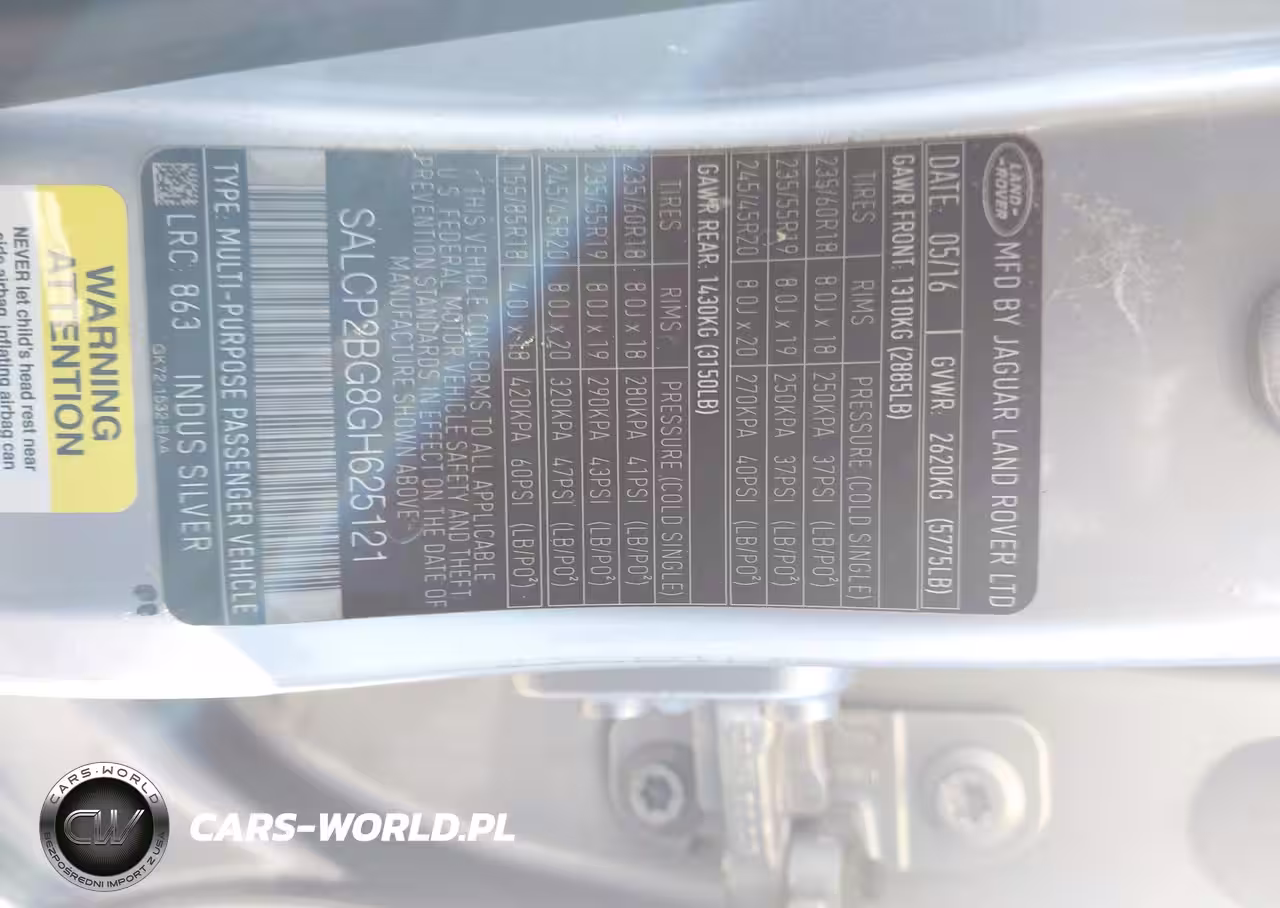 LAND-
-ROVER
MFD BY JAGUAR LAND ROVER LTD
DATE: 05/16 GVWR: 2620KG (5775LB)
GAWR FRONT: 1310KG (2885LB)
TIRES RIMS PRESSURE (COLD SINGLE)
235/60R18 8.0J x 18 250KPA 37PSI (LB/PO²)
235/55R19 8.0J x 19 250KPA 37PSI (LB/PO²)
245/45R20 8.0J x 20 270KPA 40PSI (LB/PO²)
GAWR REAR: 1430KG (3150LB)
TIRES RIMS PRESSURE (COLD SINGLE)
235/60R18 8.0J x 18 280KPA 41PSI (LB/PO²)
235/55R19 8.0J x 19 290KPA 43PSI (LB/PO²)
245/45R20 8.0J x 20 320KPA 47PSI (LB/PO²)
155/85R18 4.0J x 18 420KPA 60PSI (LB/PO²)
"THIS VEHICLE CONFORMS TO ALL APPLICABLE
U.S. FEDERAL MOTOR VEHICLE SAFETY AND THEFT
PREVENTION STANDARDS IN EFFECT ON THE DATE OF
MANUFACTURE SHOWN ABOVE"
SALCP2BG8GH625121
TYPE: MULTI-PURPOSE PASSENGER VEHICLE
LRC: 863 INDUS SILVER
WARNING
ATTENTION
NEVER let child's head rest near
side airbag, inflating airbag can
CARS-WORLD
CW
BEZPOŚREDNI IMPORT Z USA
CARS-WORLD.PL